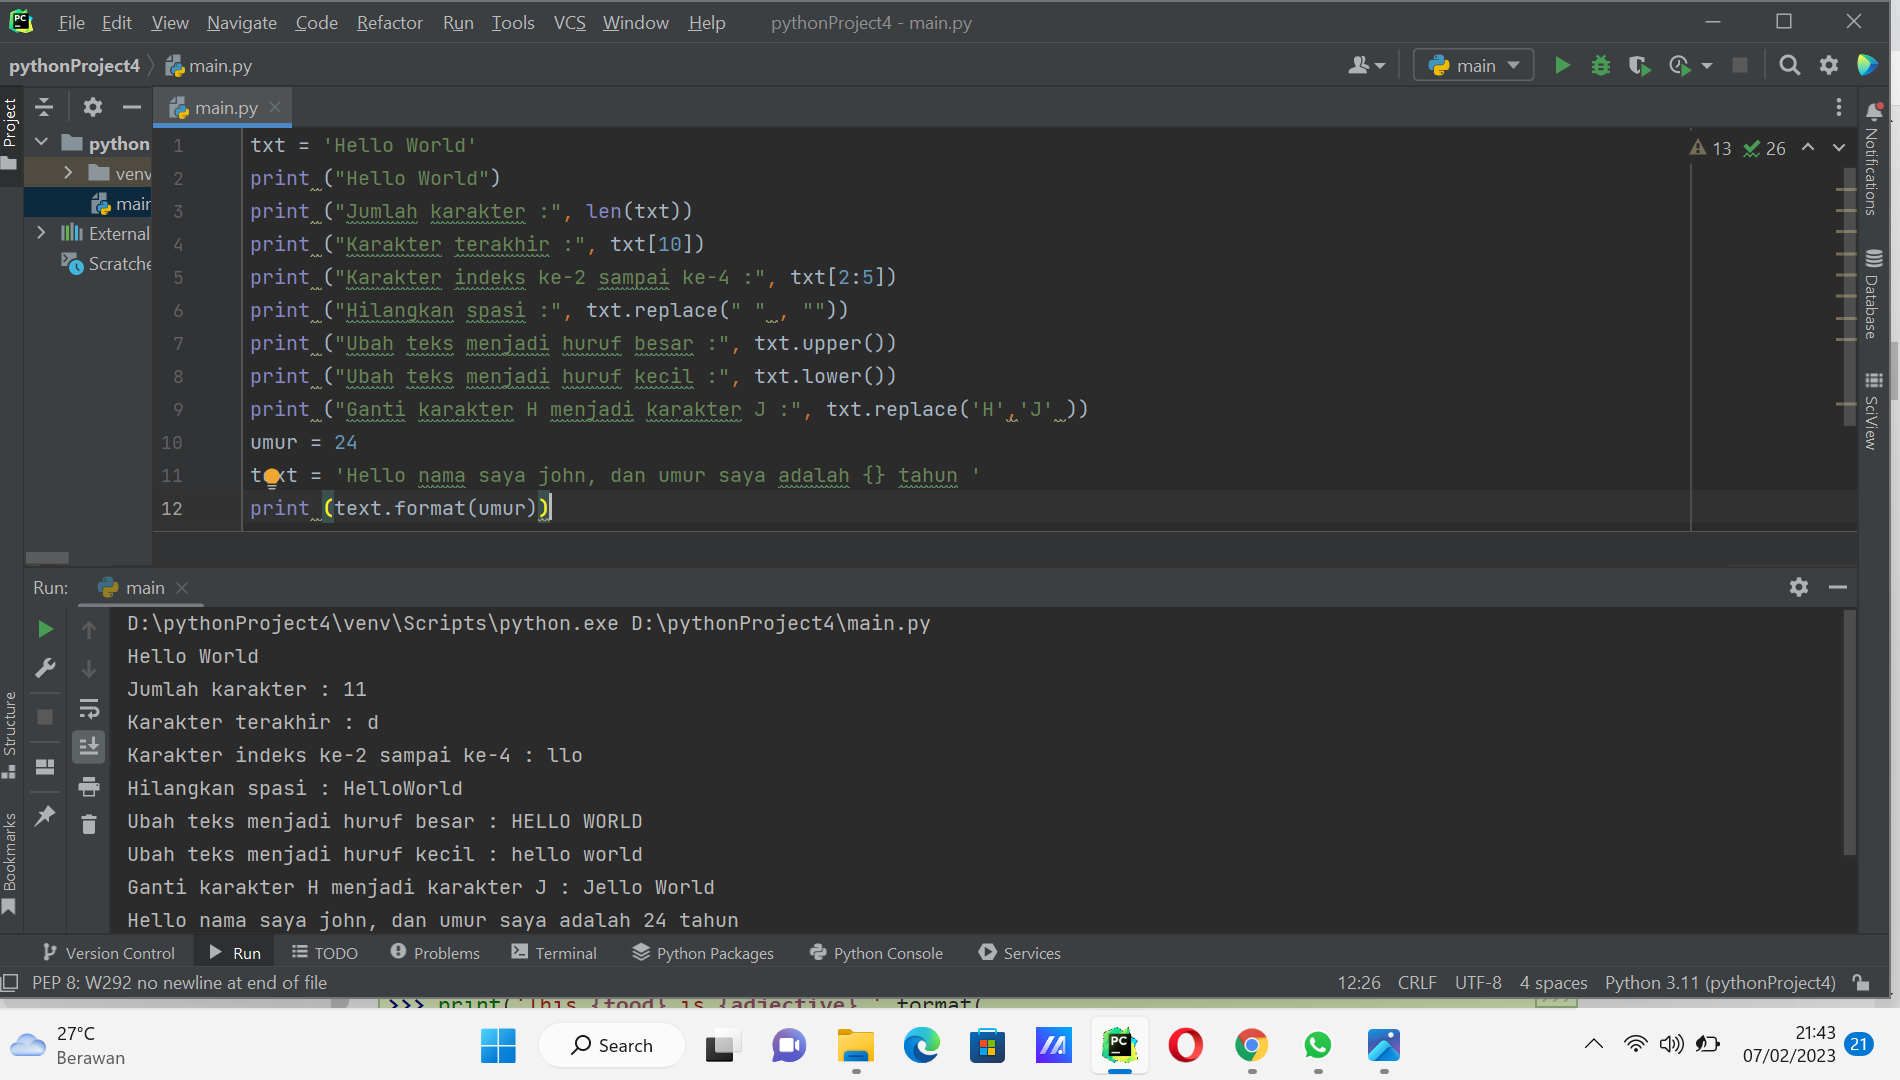 File Edit View Navigate Code Refactor Run Tools VCS Window Help pythonProject4 - main.py
pythonProject4 main.py main
Project
main.py
python
venv
main
External
Scratche
1 txt = 'Hello World'
2 print ("Hello World")
3 print ("Jumlah karakter :", len(txt))
4 print ("Karakter terakhir :", txt[10])
5 print ("Karakter indeks ke-2 sampai ke-4 :", txt[2:5])
6 print ("Hilangkan spasi :", txt.replace(" " , ""))
7 print ("Ubah teks menjadi huruf besar :", txt.upper())
8 print ("Ubah teks menjadi huruf kecil :", txt.lower())
9 print ("Ganti karakter H menjadi karakter J :", txt.replace('H','J' ))
10 umur = 24
11 text = 'Hello nama saya john, dan umur saya adalah {} tahun '
12 print (text.format(umur))
13 26
Notifications
Database
SciView
Run: main
D:\pythonProject4\venv\Scripts\python.exe D:\pythonProject4\main.py
Hello World
Jumlah karakter : 11
Karakter terakhir : d
Karakter indeks ke-2 sampai ke-4 : llo
Hilangkan spasi : HelloWorld
Ubah teks menjadi huruf besar : HELLO WORLD
Ubah teks menjadi huruf kecil : hello world
Ganti karakter H menjadi karakter J : Jello World
Hello nama saya john, dan umur saya adalah 24 tahun
Structure
Bookmarks
Version Control Run TODO Problems Terminal Python Packages Python Console Services
PEP 8: W292 no newline at end of file 12:26 CRLF UTF-8 4 spaces Python 3.11 (pythonProject4)
>>> print('This {food} is {adjective}.'.format(
27°C
Berawan
Search
21:43
07/02/2023
21